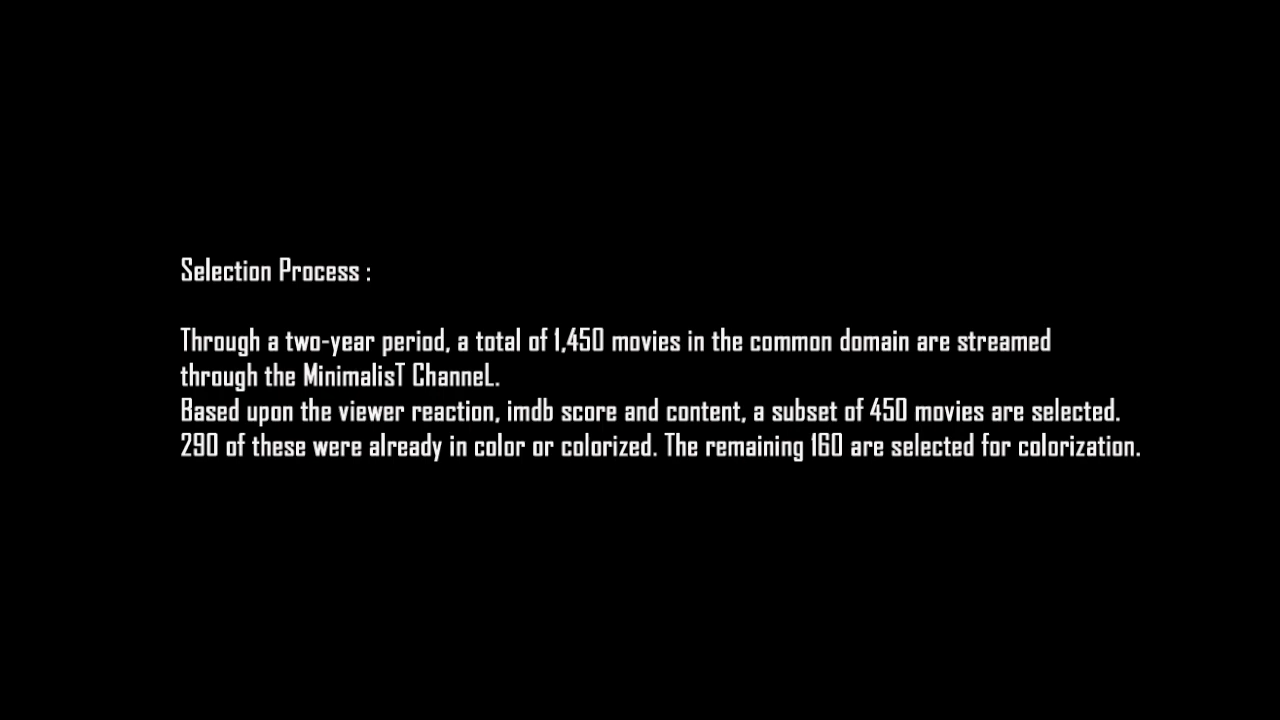 Selection Process :
Through a two-year period, a total of 1,450 movies in the common domain are streamed
through the MinimalisT ChanneL.
Based upon the viewer reaction, imdb score and content, a subset of 450 movies are selected.
290 of these were already in color or colorized. The remaining 160 are selected for colorization.